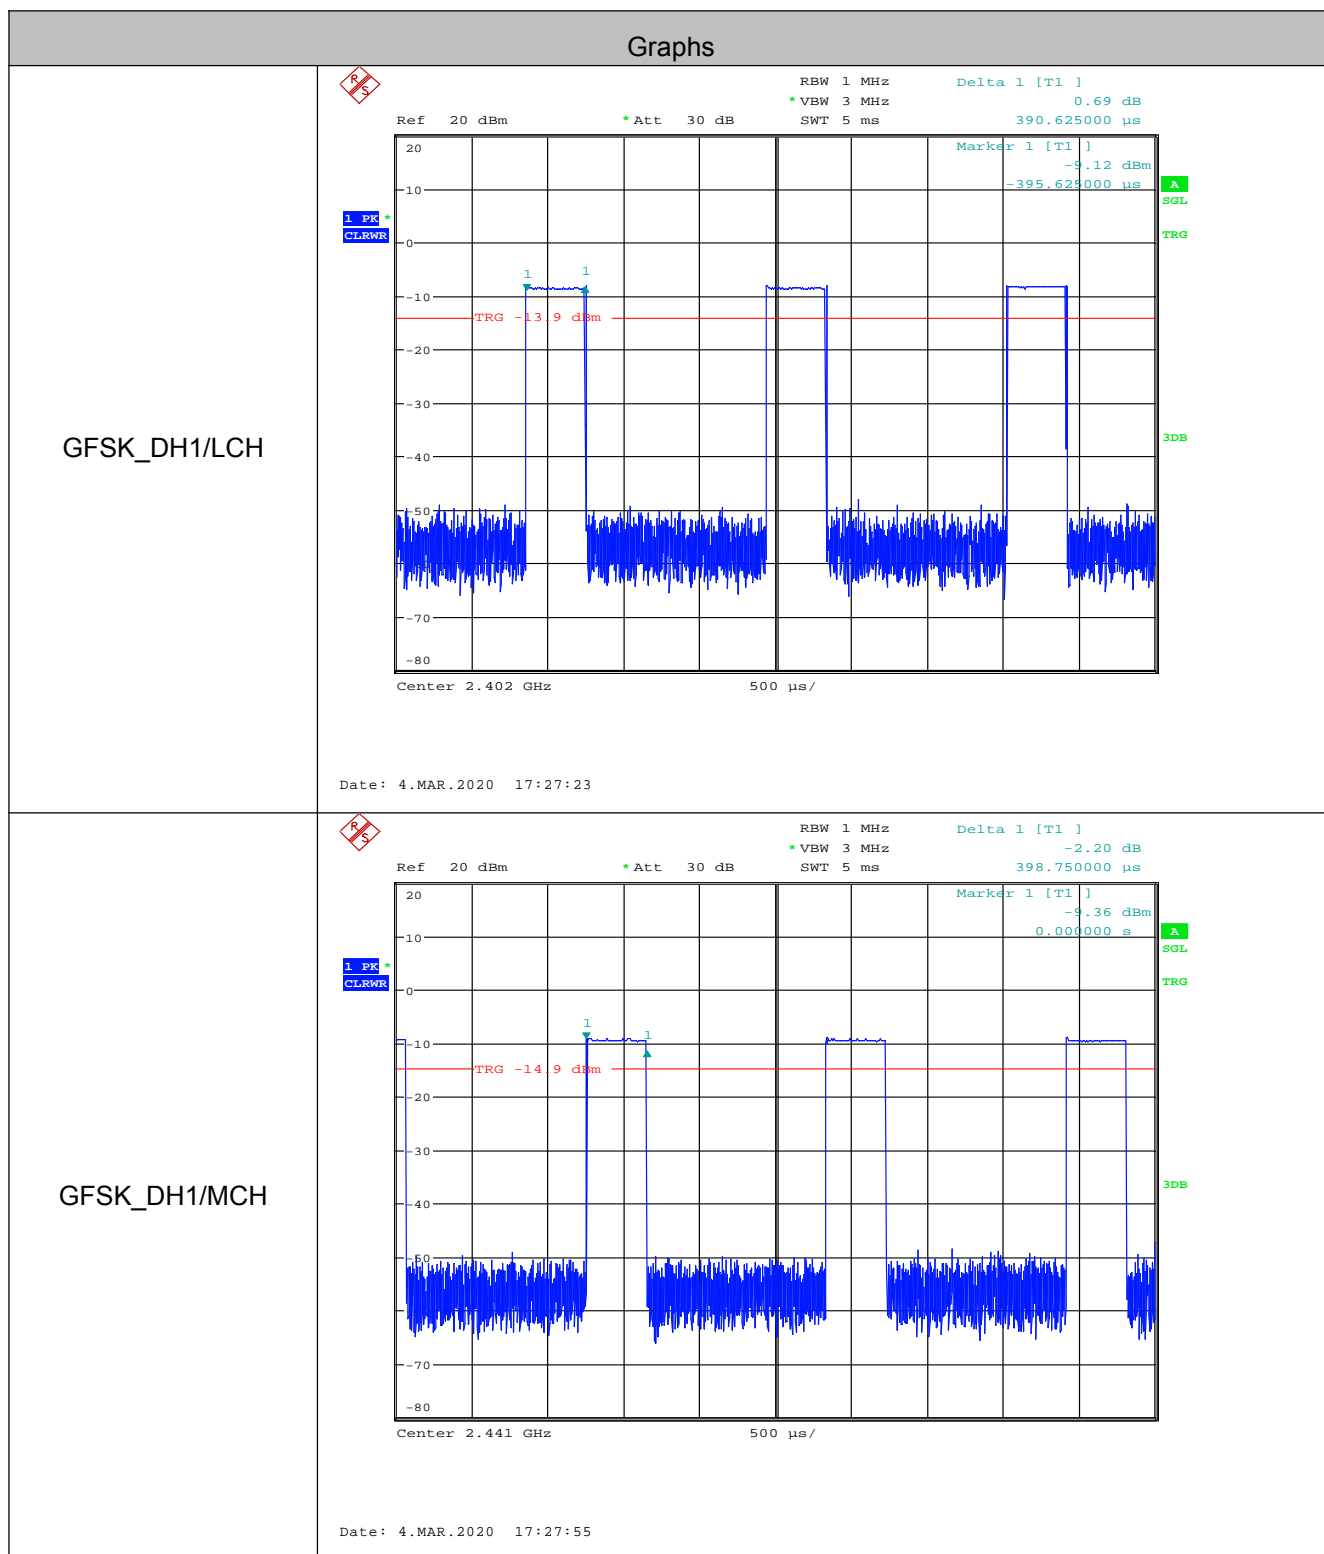 Graphs
GFSK_DH1/LCH
R S
RBW 1 MHz Delta 1 [T1 ]
* VBW 3 MHz 0.69 dB
Ref 20 dBm * Att 30 dB SWT 5 ms 390.625000 µs
20 Marker 1 [T1 ]
-9.12 dBm
-395.625000 µs A
10
SGL
1 PK *
CLRWR
TRG
0
1 1
-10
TRG -13.9 dBm
-20
-30
3DB
-40
-50
-70
-80
Center 2.402 GHz 500 µs/
Date: 4.MAR.2020 17:27:23
GFSK_DH1/MCH
R S
RBW 1 MHz Delta 1 [T1 ]
* VBW 3 MHz -2.20 dB
Ref 20 dBm * Att 30 dB SWT 5 ms 398.750000 µs
20 Marker 1 [T1 ]
-9.36 dBm
0.000000 s A
10
SGL
1 PK *
CLRWR
TRG
0
1 1
-10
TRG -14.9 dBm
-20
-30
3DB
-40
-50
-70
-80
Center 2.441 GHz 500 µs/
Date: 4.MAR.2020 17:27:55